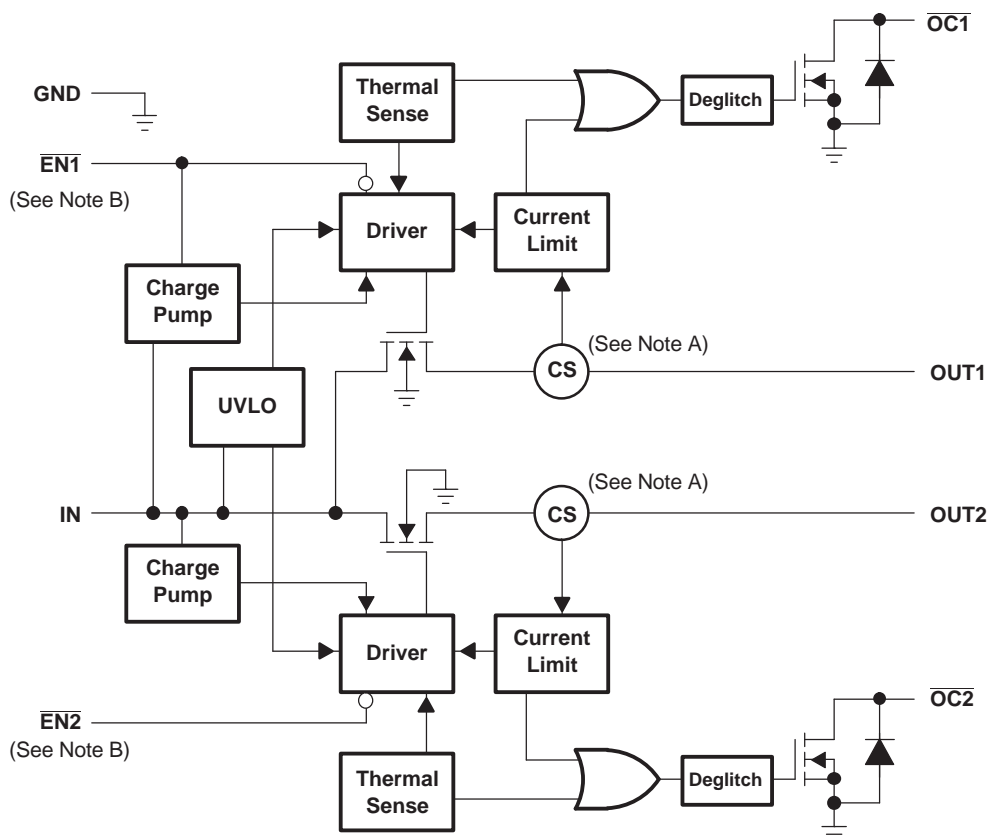 OC1
GND
Thermal
Sense
Deglitch
EN1
(See Note B)
Driver
Current
Limit
Charge
Pump
(See Note A)
CS
OUT1
UVLO
(See Note A)
IN
CS
OUT2
Charge
Pump
Driver
Current
Limit
EN2
(See Note B)
OC2
Thermal
Sense
Deglitch